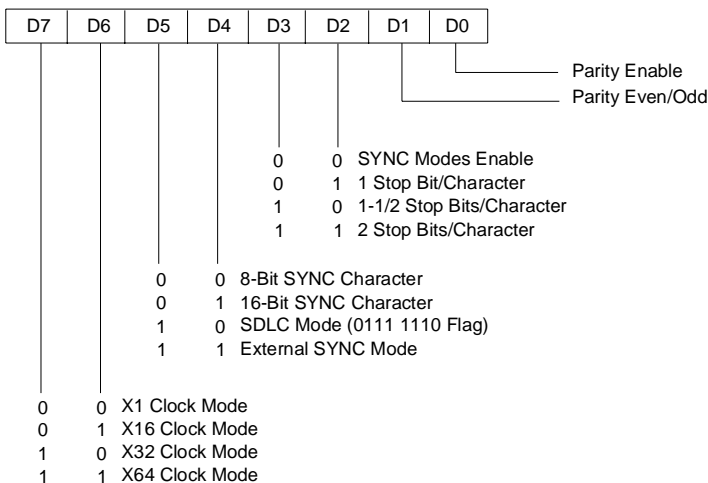 D7 D6 D5 D4 D3 D2 D1 D0
Parity Enable
Parity Even/Odd
0 0 SYNC Modes Enable
0 1 1 Stop Bit/Character
1 0 1-1/2 Stop Bits/Character
1 1 2 Stop Bits/Character
0 0 8-Bit SYNC Character
0 1 16-Bit SYNC Character
1 0 SDLC Mode (0111 1110 Flag)
1 1 External SYNC Mode
0 0 X1 Clock Mode
0 1 X16 Clock Mode
1 0 X32 Clock Mode
1 1 X64 Clock Mode